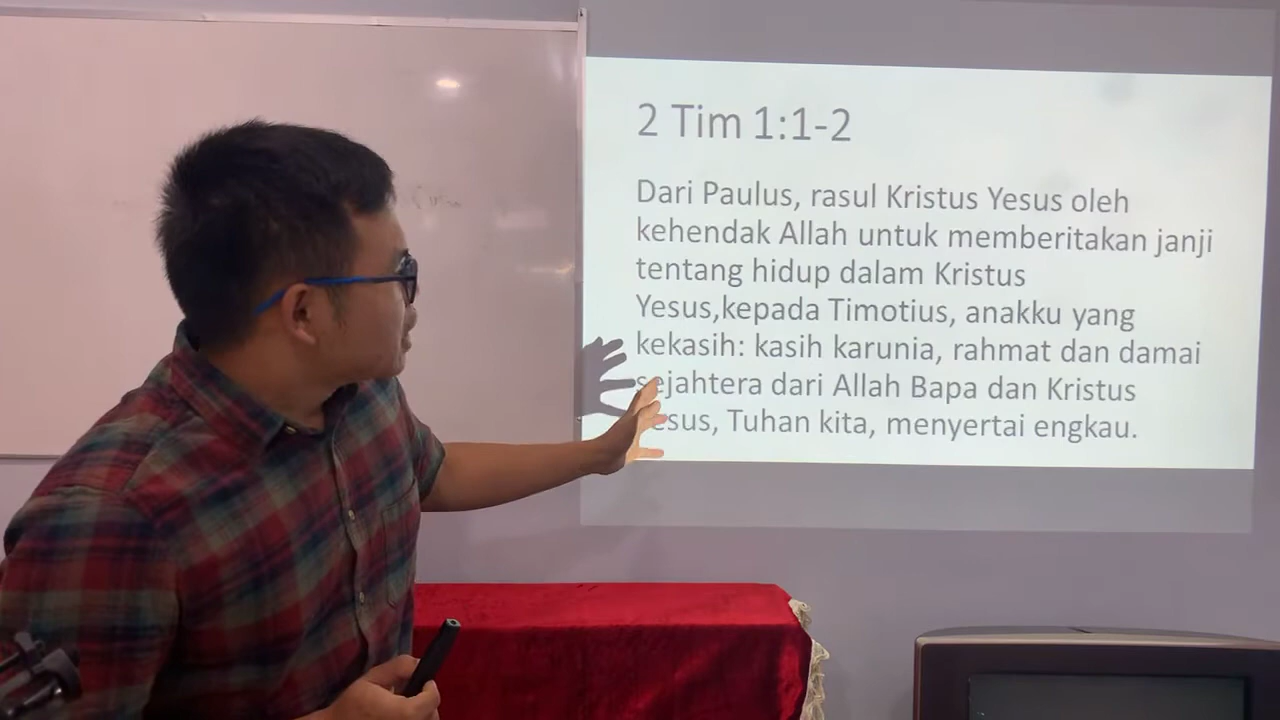 2 Tim 1:1-2
Dari Paulus, rasul Kristus Yesus oleh
kehendak Allah untuk memberitakan janji
tentang hidup dalam Kristus
Yesus,kepada Timotius, anakku yang
kekasih: kasih karunia, rahmat dan damai
sejahtera dari Allah Bapa dan Kristus
Yesus, Tuhan kita, menyertai engkau.